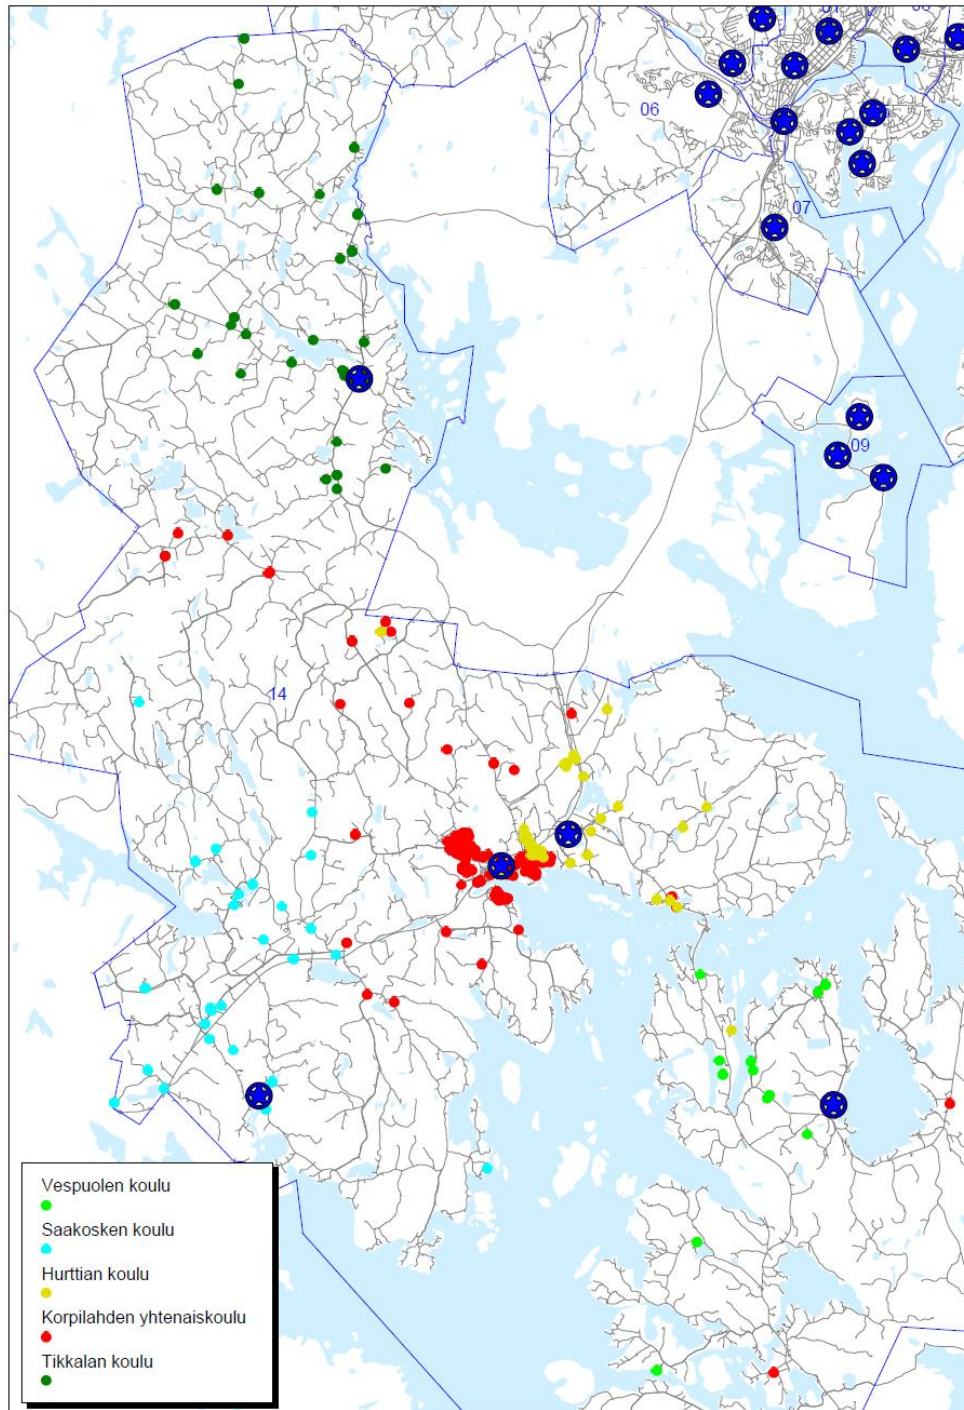 06
07
09
14
Vespuolen koulu
Saakosken koulu
Hurttian koulu
Korpilahden yhtenaiskoulu
Tikkalan koulu